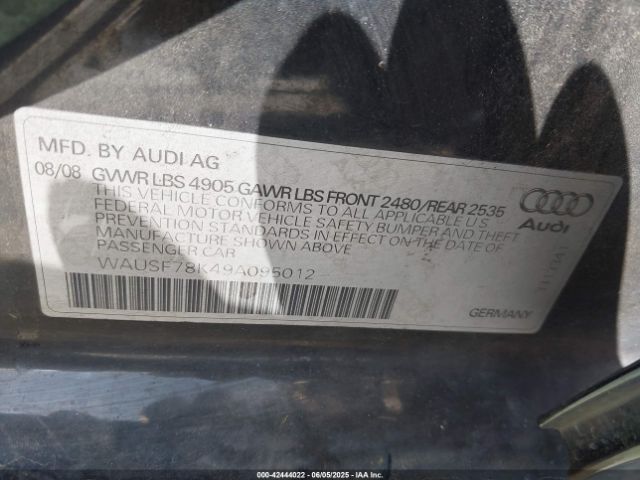 MFD. BY AUDI AG
08/08 GVWR LBS 4905 GAWR LBS FRONT 2480/REAR 2535
THIS VEHICLE CONFORMS TO ALL APPLICABLE U.S
FEDERAL MOTOR VEHICLE SAFETY BUMPER AND THEFT
PREVENTION STANDARDS IN EFFECT ON THE DATE OF
MANUFACTURE SHOWN ABOVE
PASSENGER CAR
WAUSF78K49A095012
Audi
GERMANY
000-42444022 - 06/05/2025 - IAA Inc.